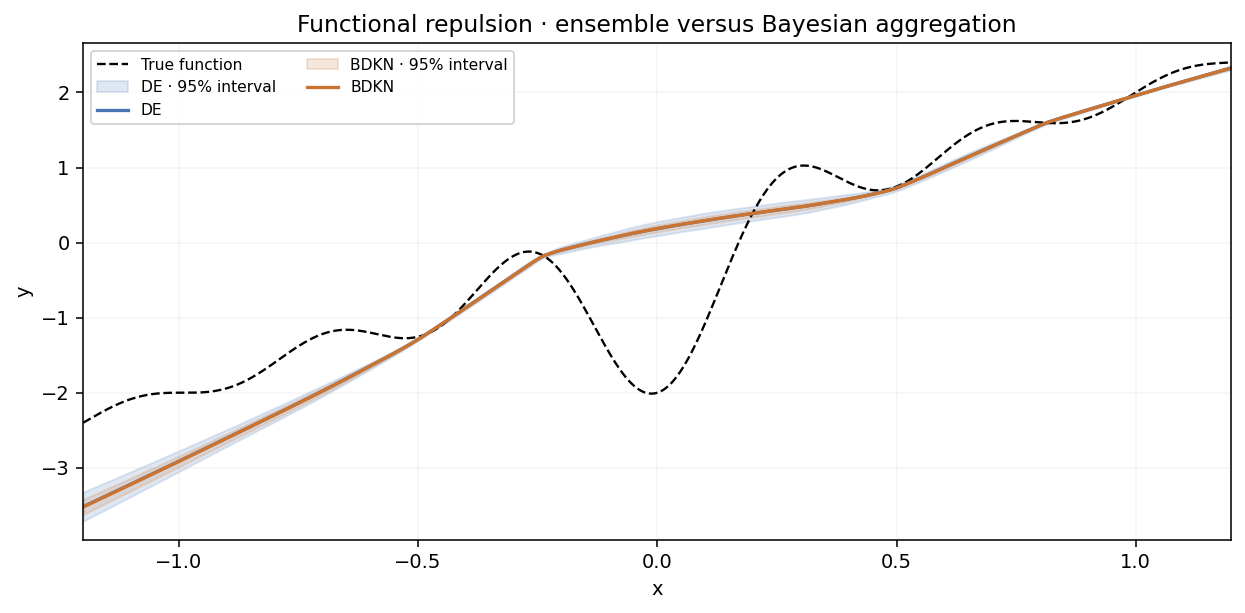 Functional repulsion · ensemble versus Bayesian aggregation
True function
DE · 95% interval
DE
BDKN · 95% interval
BDKN
y
2
1
0
−1
−2
−3
−1.0
−0.5
0.0
0.5
1.0
x